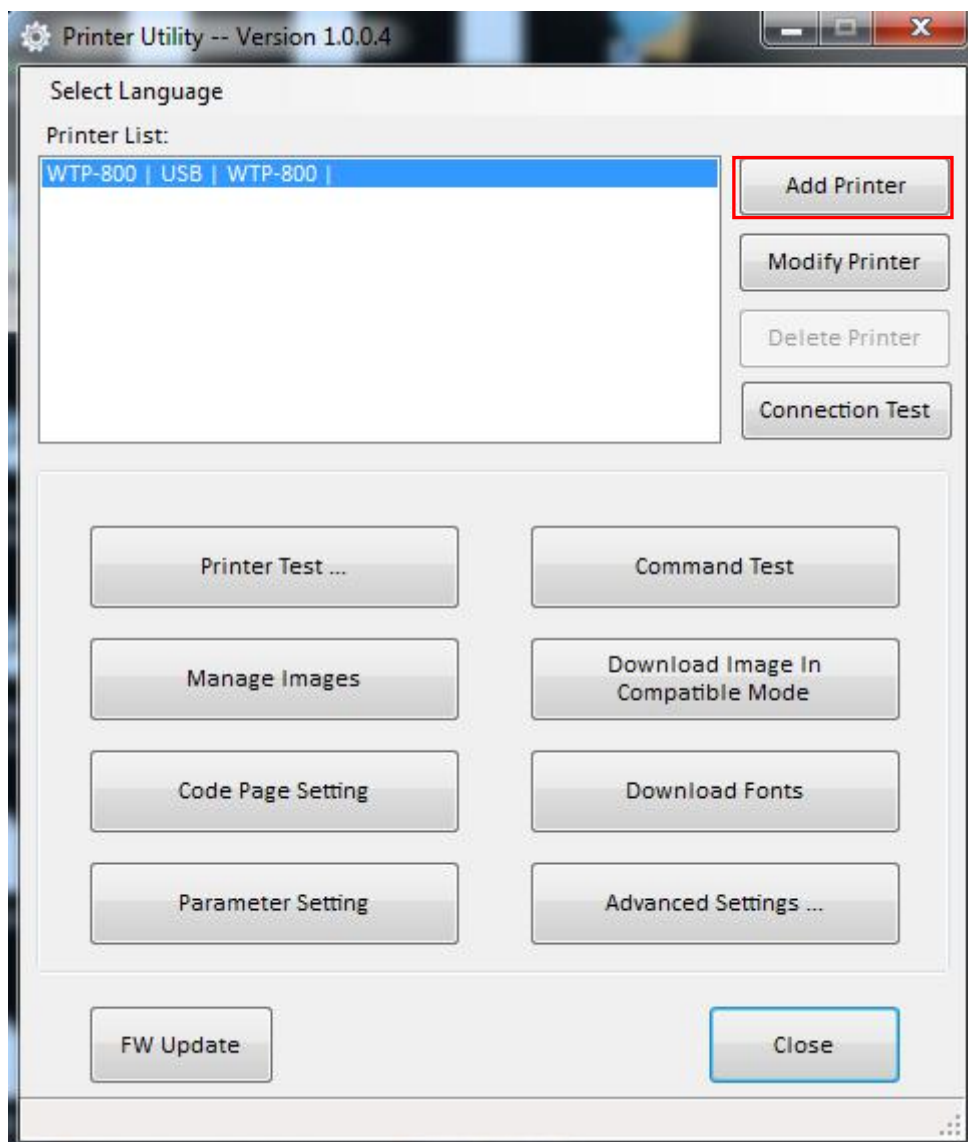 Printer Utility -- Version 1.0.0.4
Select Language
Printer List:
WTP-800 | USB | WTP-800 |
Add Printer
Modify Printer
Delete Printer
Connection Test
Printer Test ...
Command Test
Manage Images
Download Image In
Compatible Mode
Code Page Setting
Download Fonts
Parameter Setting
Advanced Settings ...
FW Update
Close